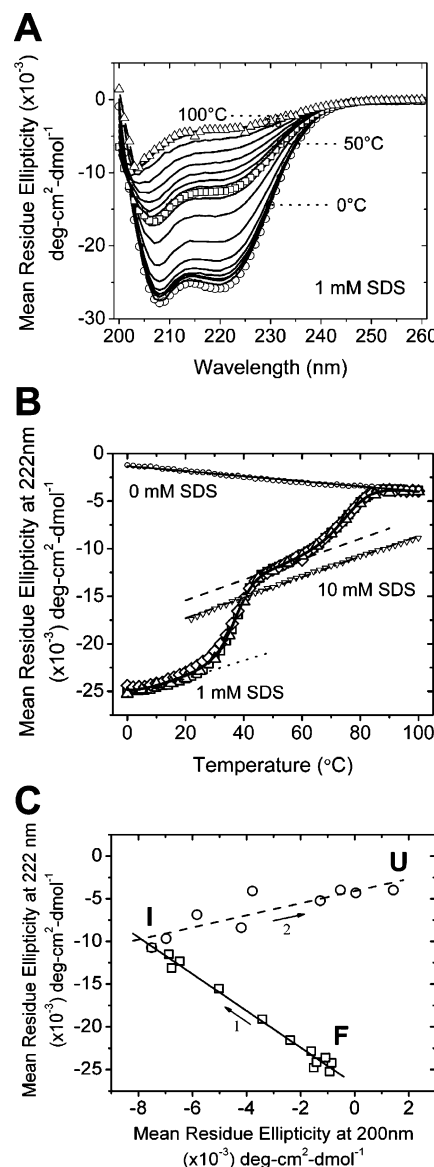 A
Mean Residue Ellipticity (x10⁻³)
deg-cm²-dmol⁻¹
0
-10
-20
-30
100°C
50°C
0°C
1 mM SDS
200 210 220 230 240 250 260
Wavelength (nm)
B
Mean Residue Ellipticity at 222nm
(x10⁻³) deg-cm²-dmol⁻¹
0
-5
-10
-15
-20
-25
0 mM SDS
10 mM SDS
1 mM SDS
0 20 40 60 80 100
Temperature (°C)
C
Mean Residue Ellipticity at 222 nm
(x10⁻³) deg-cm²-dmol⁻¹
0
-5
-10
-15
-20
-25
U
I
2
1
F
-8 -6 -4 -2 0 2
Mean Residue Ellipticity at 200nm
(x10⁻³) deg-cm²-dmol⁻¹